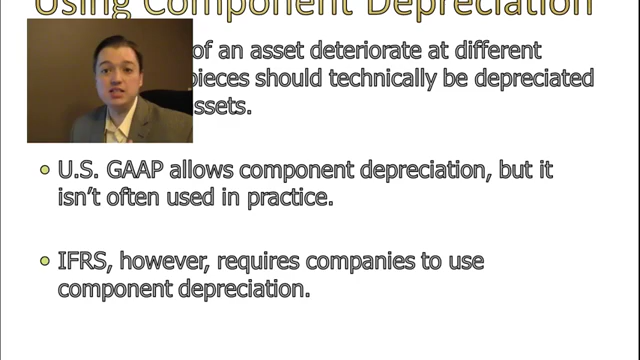 Using Component Depreciation
of an asset deteriorate at different
pieces should technically be depreciated
assets.
U.S. GAAP allows component depreciation, but it
isn't often used in practice.
IFRS, however, requires companies to use
component depreciation.